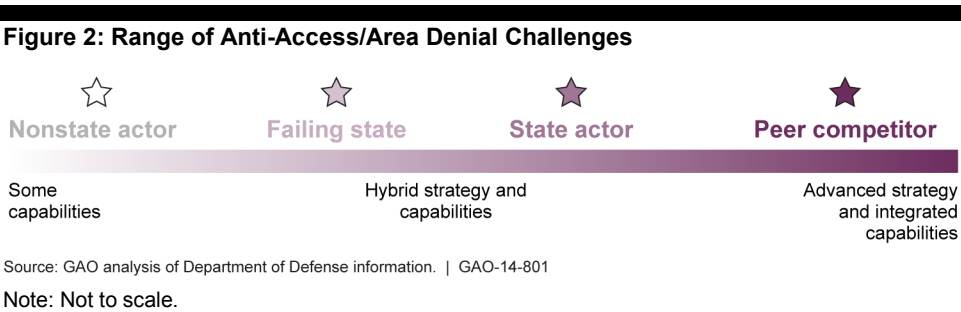 Figure 2: Range of Anti-Access/Area Denial Challenges
Nonstate actor
Failing state
State actor
Peer competitor
Some
capabilities
Hybrid strategy and
capabilities
Advanced strategy
and integrated
capabilities
Source: GAO analysis of Department of Defense information. | GAO-14-801
Note: Not to scale.